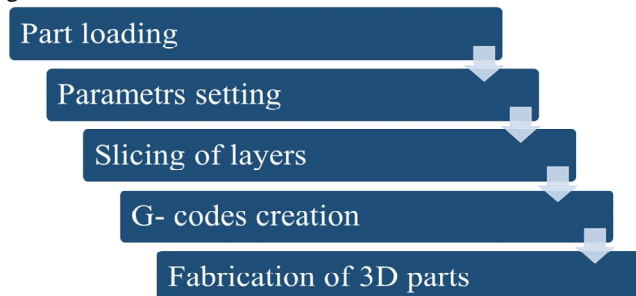 Part loading
Parametrs setting
Slicing of layers
G- codes creation
Fabrication of 3D parts